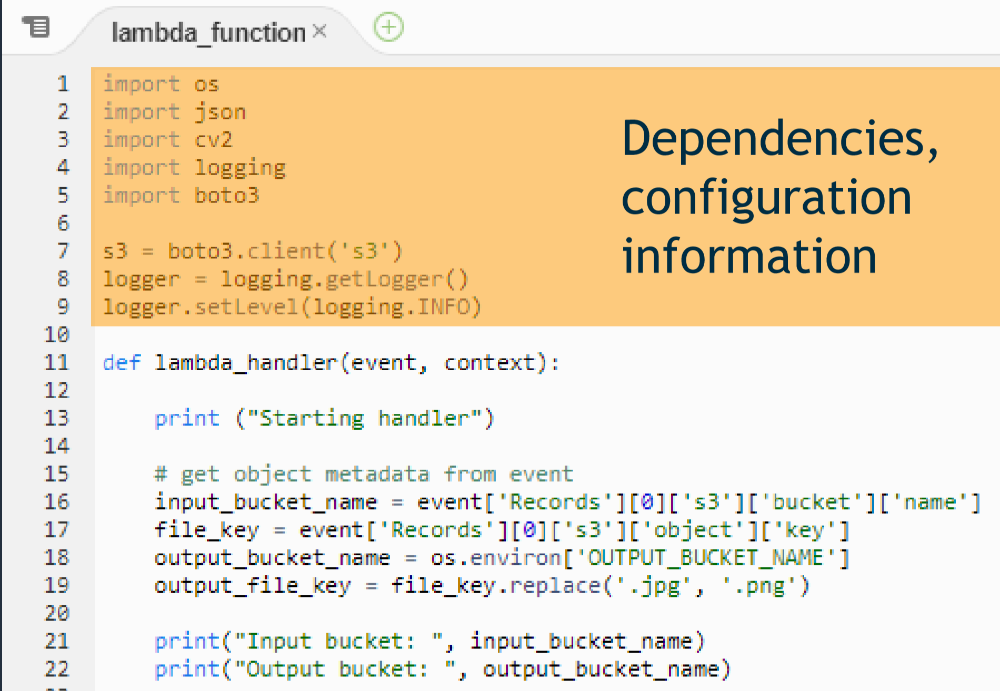 lambda_function ×
1 import os
2 import json
3 import cv2
4 import logging
5 import boto3
6
7 s3 = boto3.client('s3')
8 logger = logging.getLogger()
9 logger.setLevel(logging.INFO)
Dependencies,
configuration
information
10
11 def lambda_handler(event, context):
12
13     print ("Starting handler")
14
15     # get object metadata from event
16     input_bucket_name = event['Records'][0]['s3']['bucket']['name']
17     file_key = event['Records'][0]['s3']['object']['key']
18     output_bucket_name = os.environ['OUTPUT_BUCKET_NAME']
19     output_file_key = file_key.replace('.jpg', '.png')
20
21     print("Input bucket: ", input_bucket_name)
22     print("Output bucket: ", output_bucket_name)